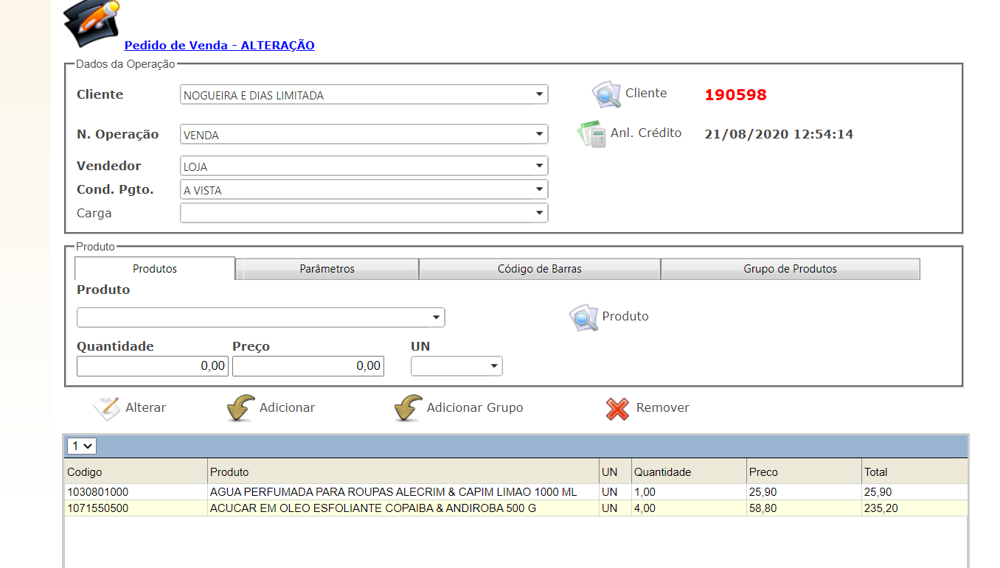 Pedido de Venda - ALTERAÇÃO
Dados da Operação
Cliente NOGUEIRA E DIAS LIMITADA Cliente 190598
N. Operação VENDA Anl. Crédito 21/08/2020 12:54:14
Vendedor LOJA
Cond. Pgto. A VISTA
Carga
Produto
Produtos Parâmetros Código de Barras Grupo de Produtos
Produto
Produto
Quantidade Preço UN
0,00 0,00
Alterar Adicionar Adicionar Grupo Remover
1
Codigo Produto UN Quantidade Preco Total
1030801000 AGUA PERFUMADA PARA ROUPAS ALECRIM & CAPIM LIMAO 1000 ML UN 1,00 25,90 25,90
1071550500 ACUCAR EM OLEO ESFOLIANTE COPAIBA & ANDIROBA 500 G UN 4,00 58,80 235,20